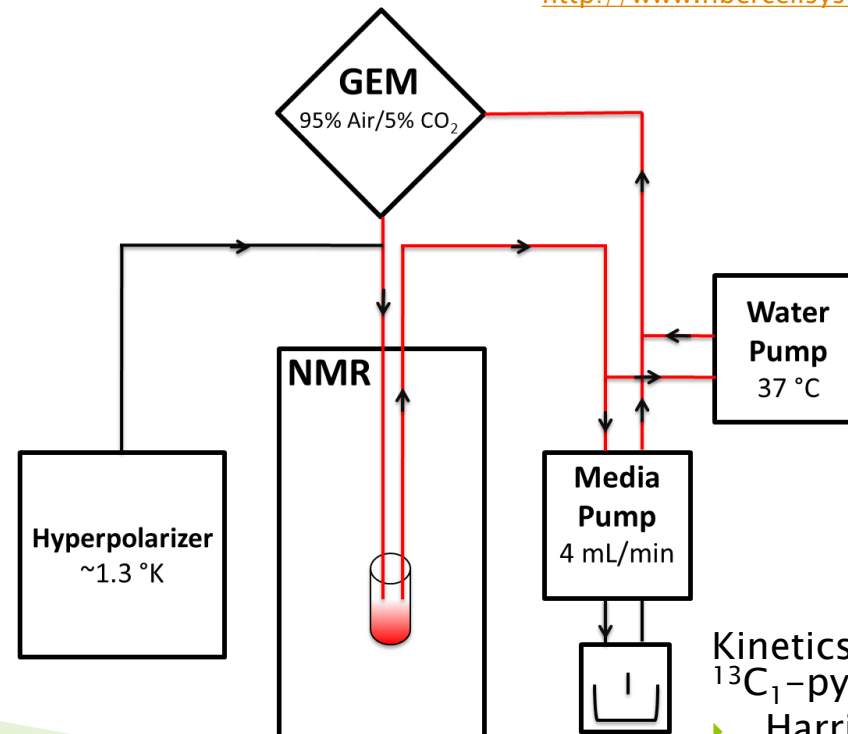 GEM
95% Air/5% CO₂
NMR
Water
Pump
37 °C
Media
Pump
4 mL/min
Hyperpolarizer
~1.3 °K
Kinetics
¹³C₁-py
Harri